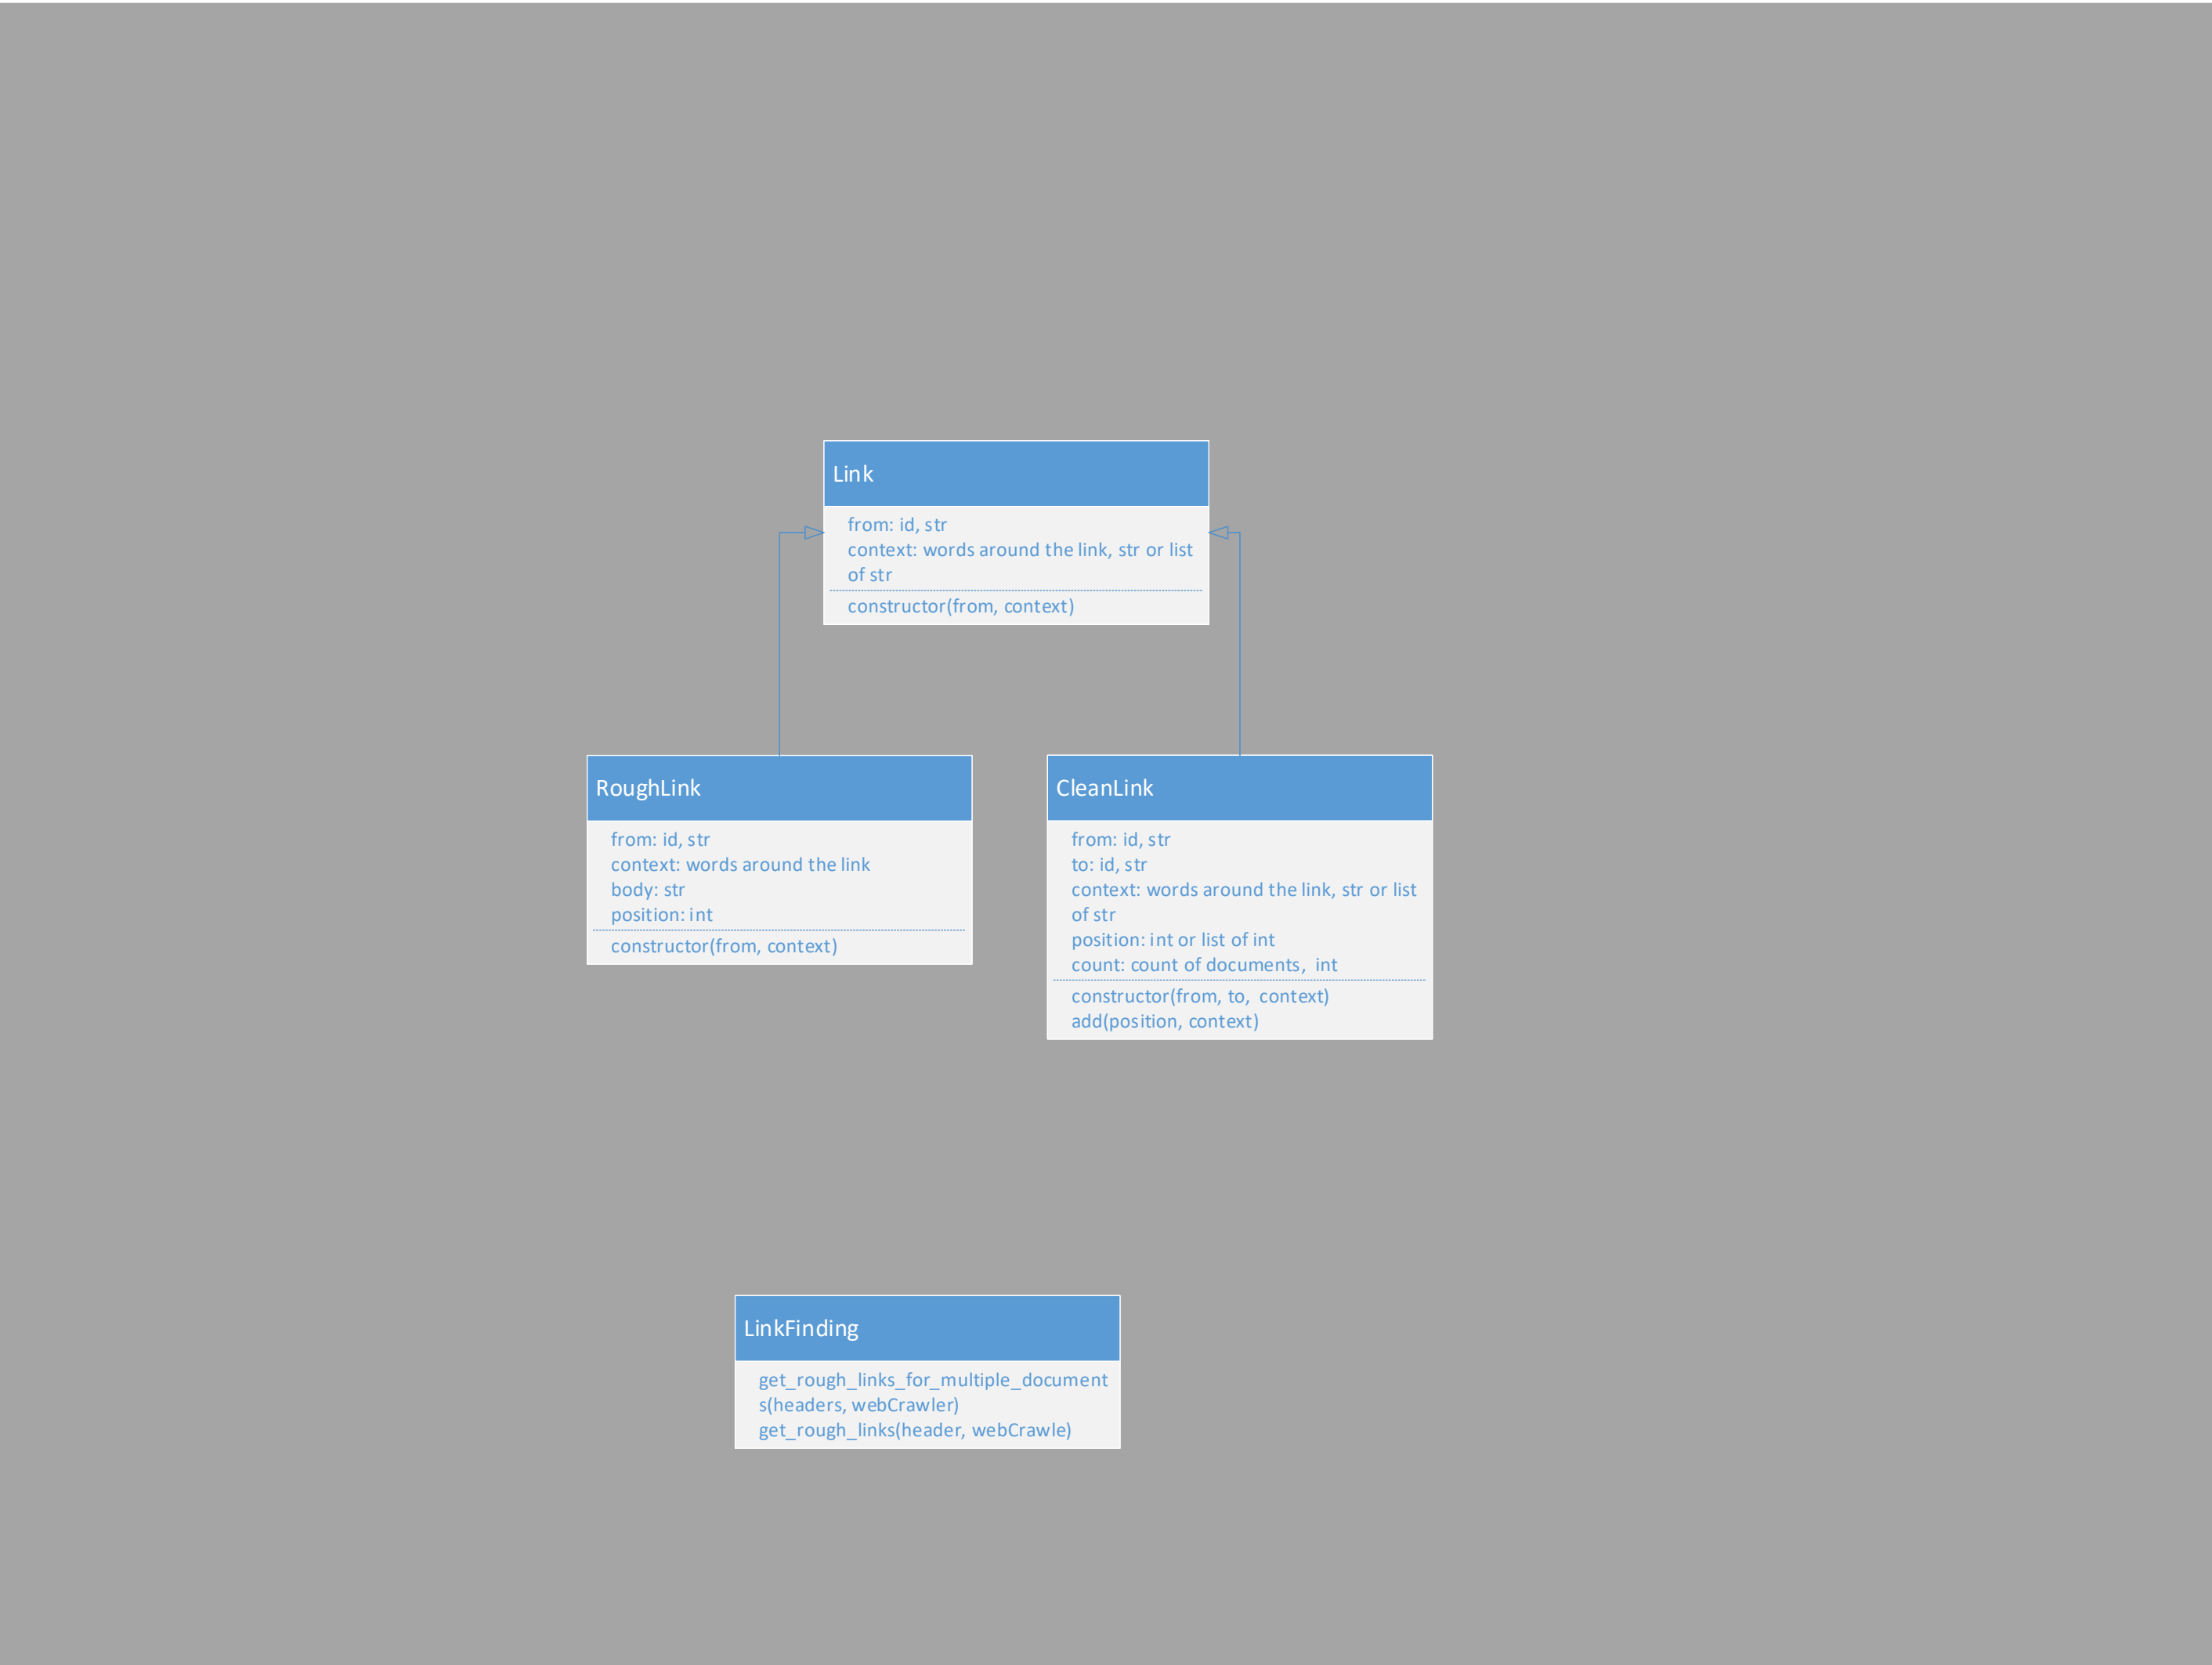 Link
from: id, str
context: words around the link, str or list
of str
constructor(from, context)
RoughLink
from: id, str
context: words around the link
body: str
position: int
constructor(from, context)
CleanLink
from: id, str
to: id, str
context: words around the link, str or list
of str
position: int or list of int
count: count of documents,  int
constructor(from, to,  context)
add(position, context)
LinkFinding
get_rough_links_for_multiple_document
s(headers, webCrawler)
get_rough_links(header, webCrawle)